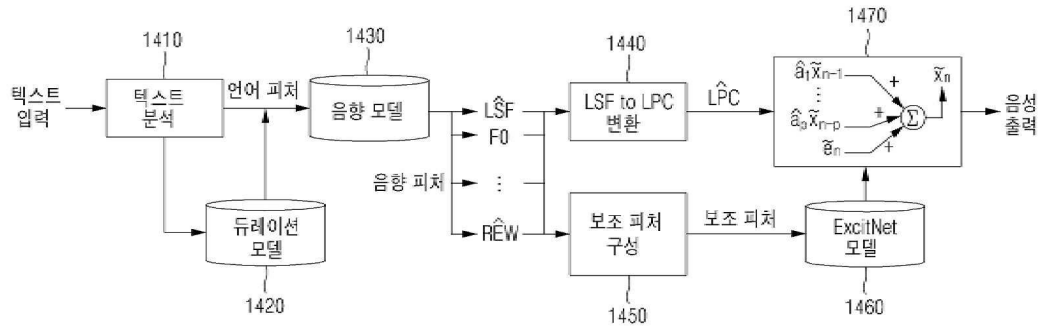 1410
1430
1440
1470
텍스트
입력
텍스트
분석
언어 피처
음향 모델
L̂SF
F0
음향 피처
⋮
R̂EW
LSF to LPC
변환
L̂PC
â₁x̃ₙ₋₁
+
⋮
âₚx̃ₙ₋ₚ
+
ẽₙ
+
Σ
x̃ₙ
음성
출력
듀레이션
모델
보조 피처
구성
보조 피처
ExcitNet
모델
1420
1450
1460